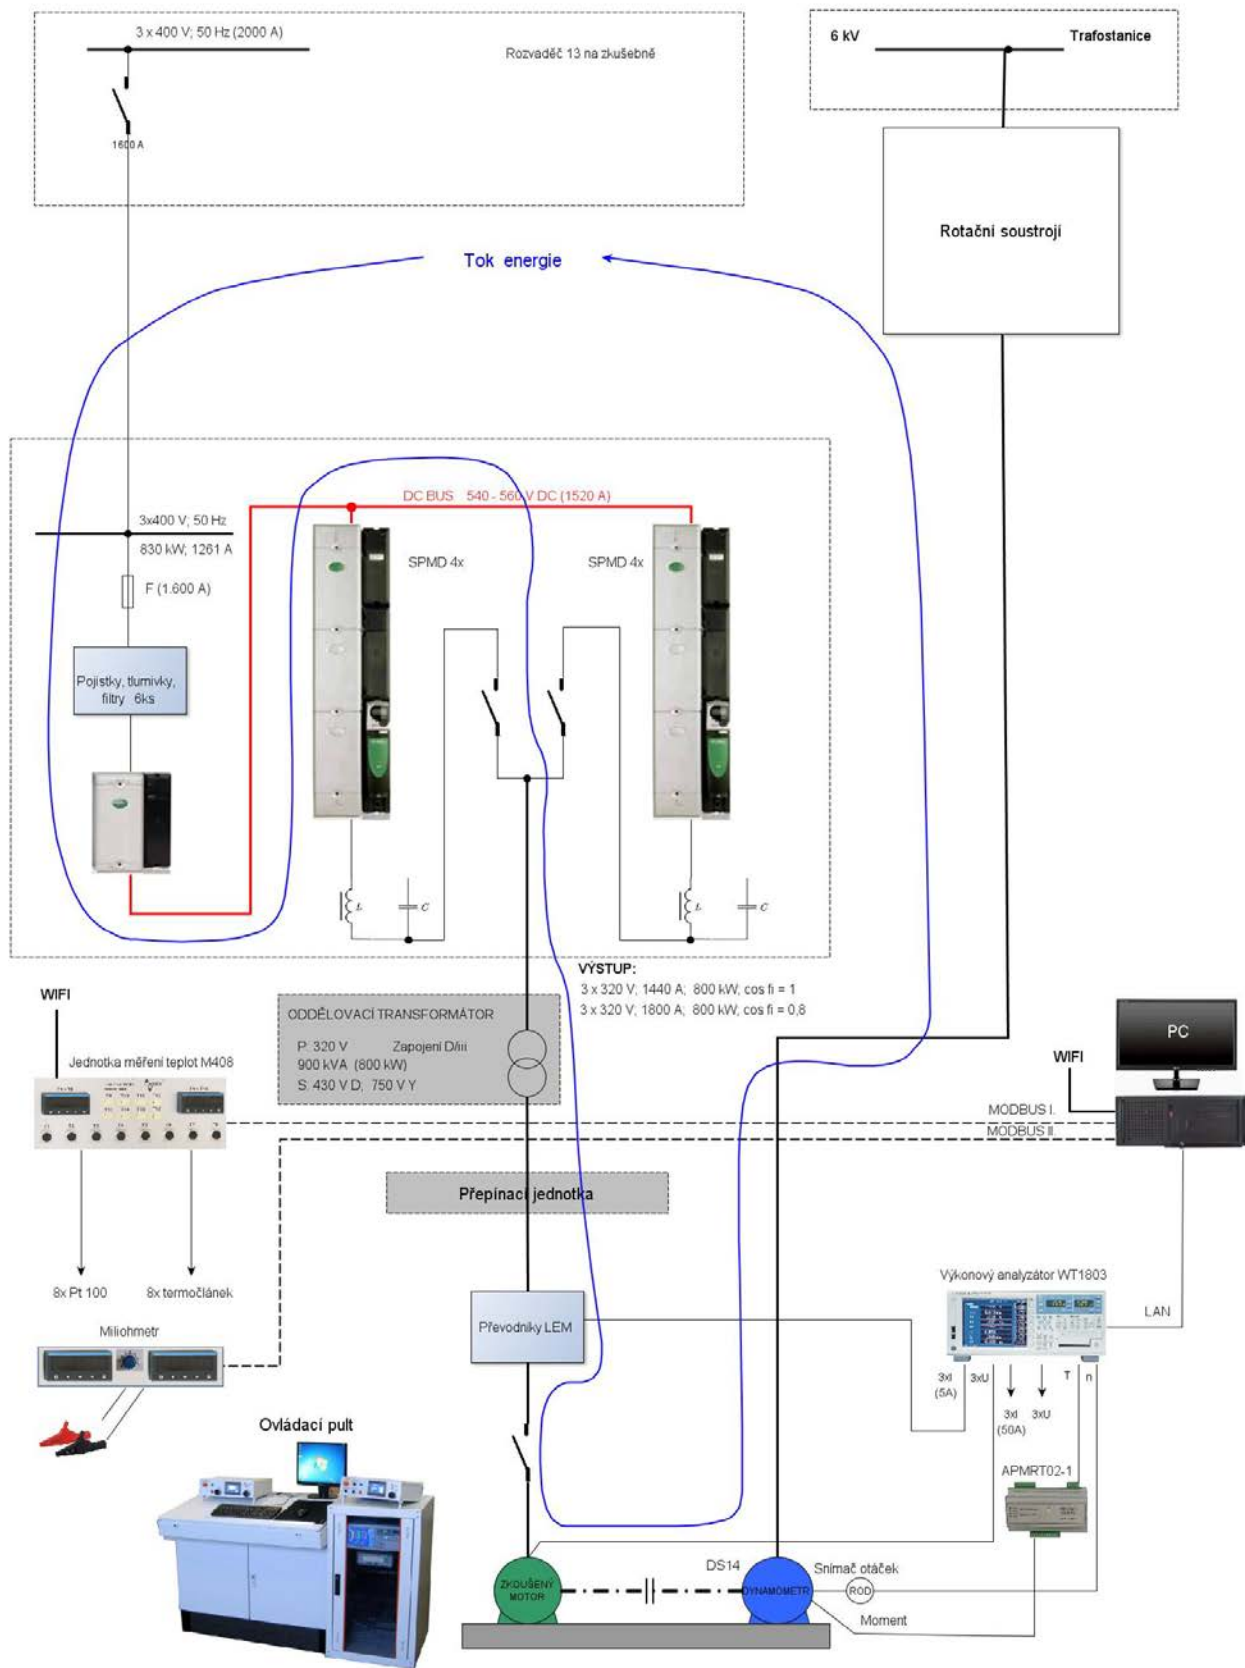 3 x 400 V; 50 Hz (2000 A)
Rozvaděč 13 na zkušebně
1600 A
6 kV
Trafostanice
Rotační soustrojí
Tok energie
DC BUS 540 - 560 V DC (1520 A)
3x400 V; 50 Hz
830 kW; 1261 A
F (1.600 A)
SPMD 4x
SPMD 4x
Pojistky, tlumivky,
filtry 6ks
L
C
L
C
VÝSTUP:
3 x 320 V; 1440 A; 800 kW; cos fi = 1
3 x 320 V; 1800 A; 800 kW; cos fi = 0,8
ODDĚLOVACÍ TRANSFORMÁTOR
P: 320 V Zapojení D/iii
900 kVA (800 kW)
S: 430 V D, 750 V Y
WIFI
Jednotka měření teplot M408
PC
WIFI
MODBUS I.
MODBUS II.
Přepínací jednotka
8x Pt 100
8x termočlánek
Výkonový analyzátor WT1803
LAN
Převodníky LEM
Miliohmetr
3xI
(5A)
3xU
3xI
(50A)
3xU
T
n
Ovládací pult
APMRT02-1
DS14
Snímač otáček
ZKOUŠENÝ
MOTOR
DYNAMOMETR
ROD
Moment